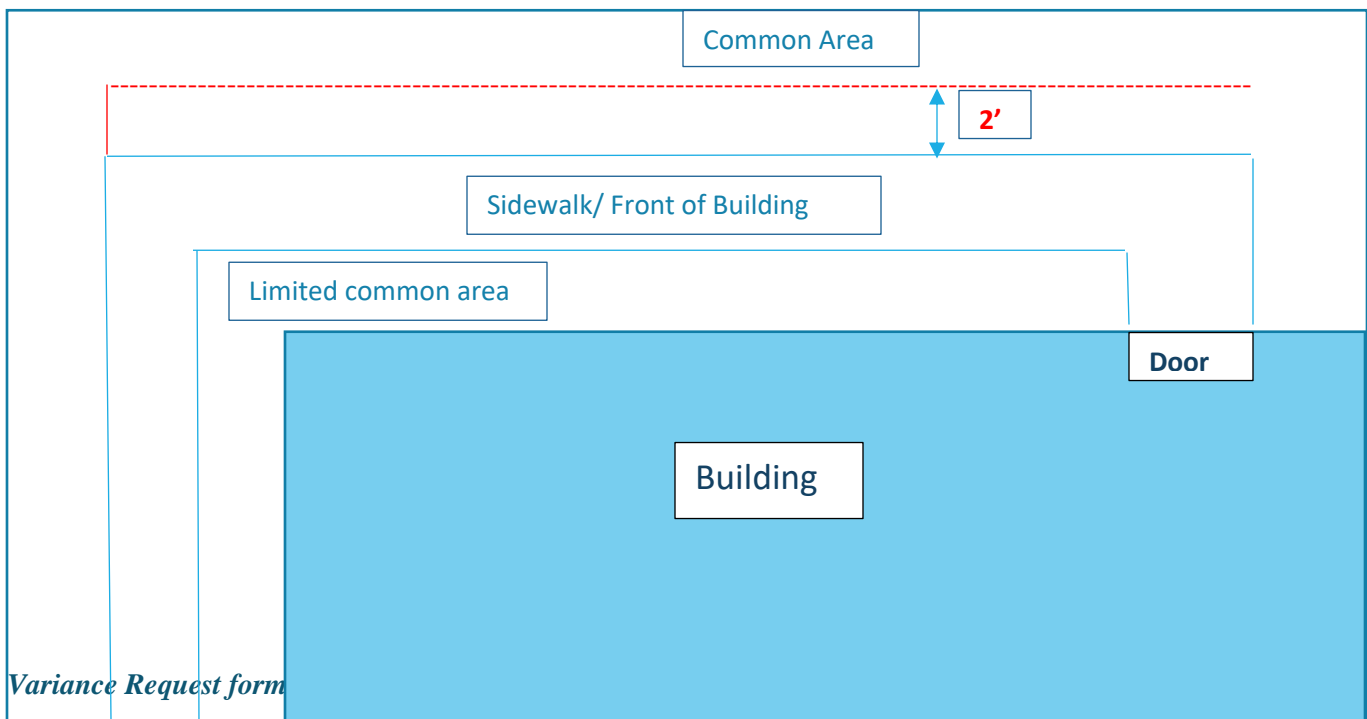 Common Area
2’
Sidewalk/ Front of Building
Limited common area
Door
Building
Variance Request form